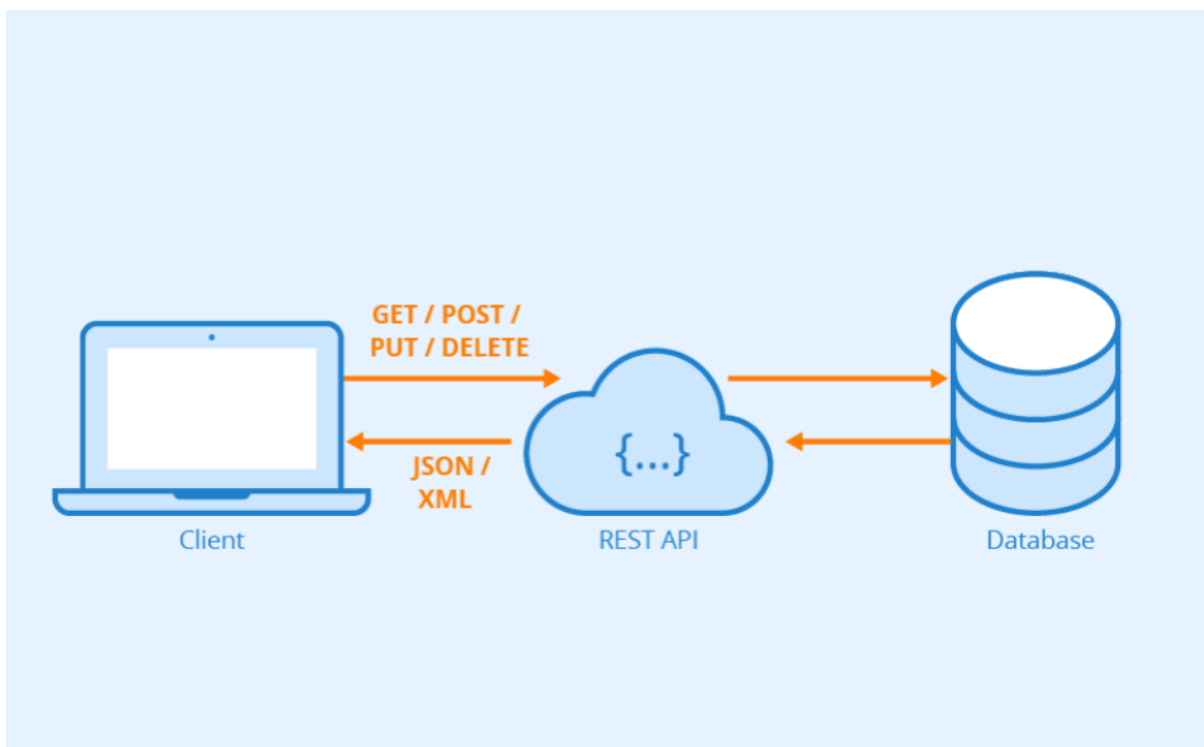 GET / POST /
PUT / DELETE
{...}
JSON /
XML
Client
REST API
Database